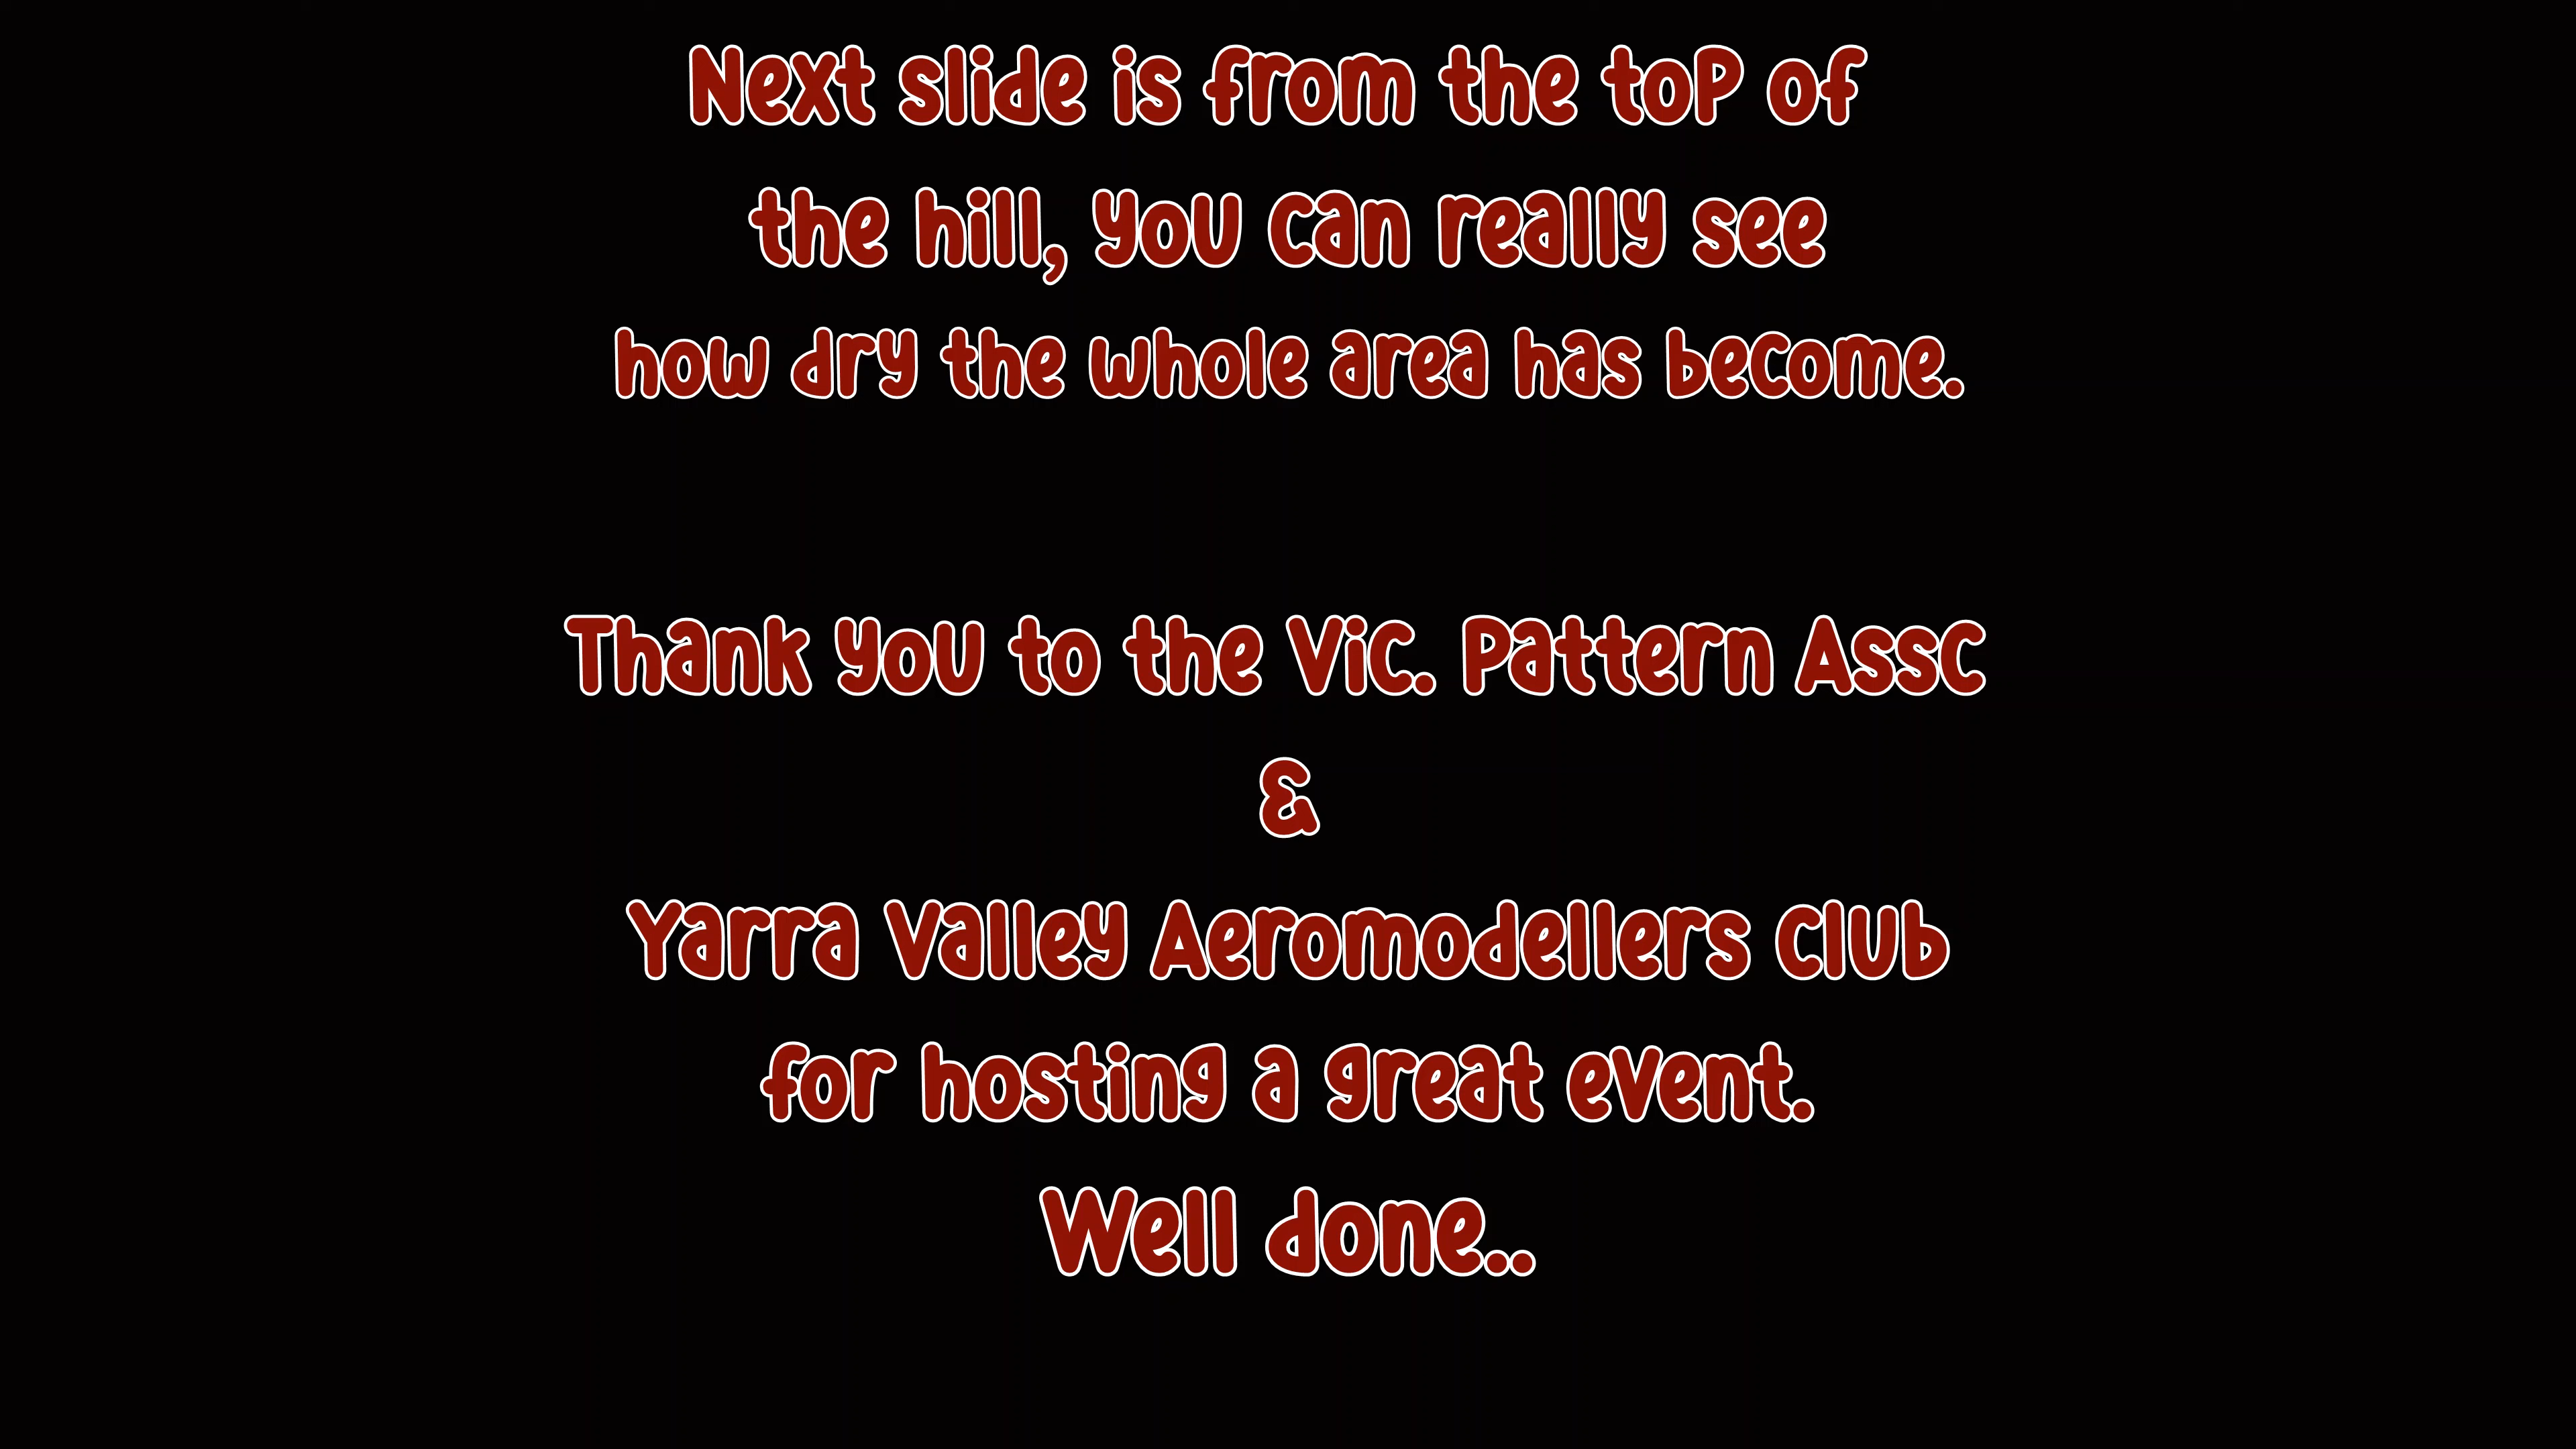 Next slide is from the top of
the hill, you can really see
how dry the whole area has become.
Thank you to the Vic. Pattern Assc
&
Yarra Valley Aeromodellers Club
for hosting a great event.
Well done..